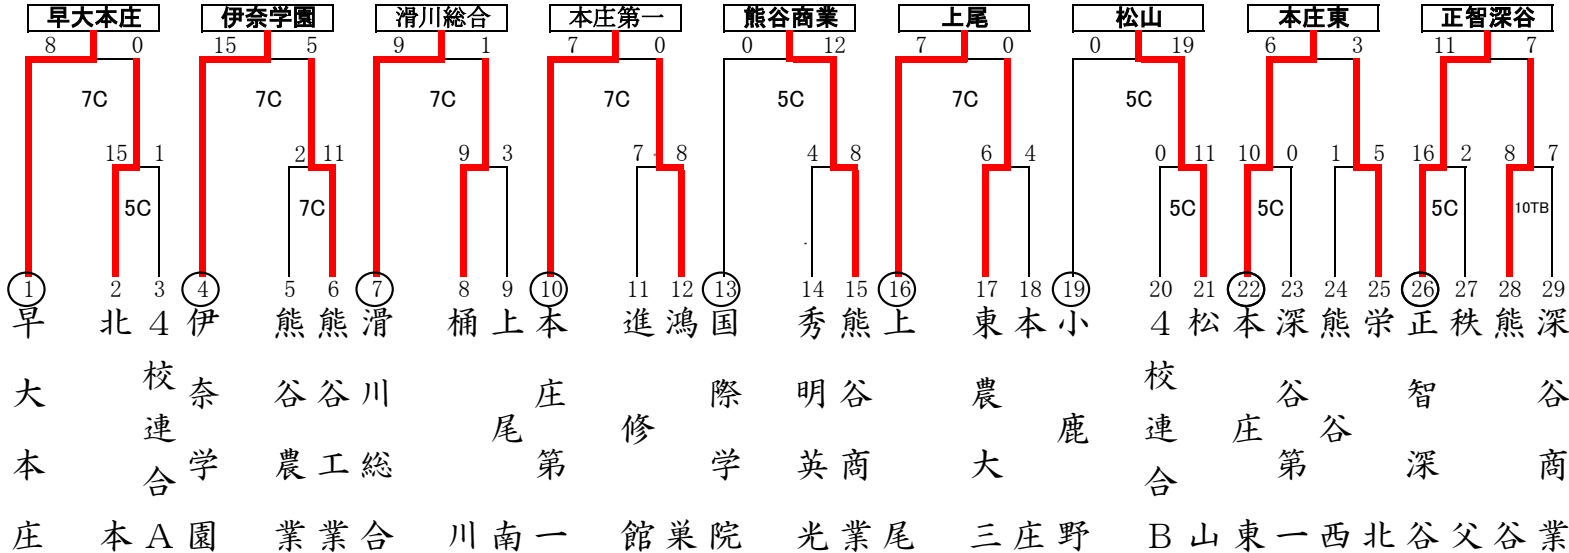 早大本庄 伊奈学園 滑川総合 本庄第一 熊谷商業 上尾 松山 本庄東 正智深谷
8 0 15 5 9 1 7 0 0 12 7 0 0 19 6 3 11 7
7C 7C 7C 7C 5C 7C 5C
15 1 2 11 9 3 7 8 4 8 6 4 0 11 10 0 1 5 16 2 8 7
5C 7C 5C 5C 5C 10TB
1 2 3 4 5 6 7 8 9 10 11 12 13 14 15 16 17 18 19 20 21 22 23 24 25 26 27 28 29
早大本庄
北本
4校連合A
伊奈学園
熊谷農業
熊谷工業
滑川総合
桶川
上尾南
本庄第一
進修館
鴻巣
国際学院
秀明英光
熊谷商業
上尾
東農大三
本庄
小鹿野
4校連合B
松山
本庄東
深谷第一
熊谷西
栄北
正智深谷
秩父
熊谷
深谷商業